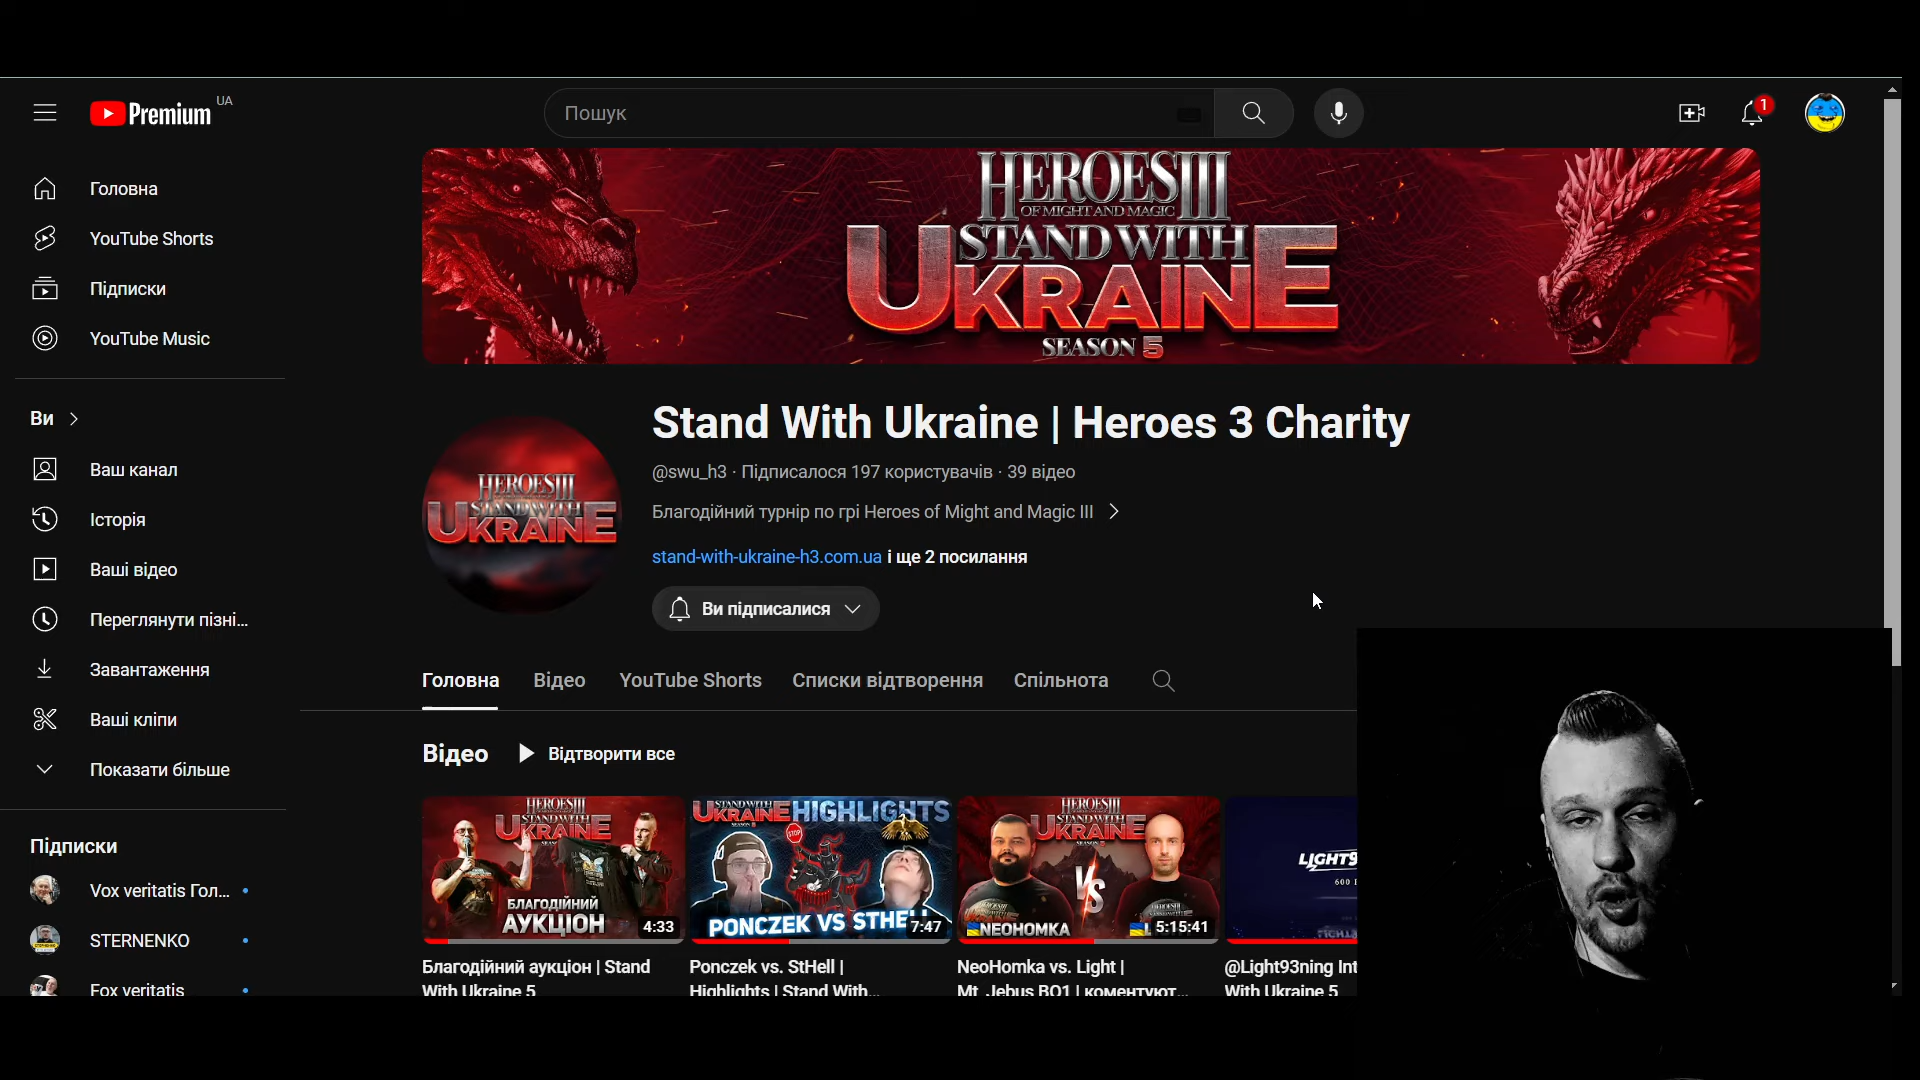 Premium UA
Пошук
1
Головна
YouTube Shorts
Підписки
YouTube Music
Ви
Ваш канал
Історія
Ваші відео
Переглянути пізні...
Завантаження
Ваші кліпи
Показати більше
Підписки
Vox veritatis Гол...
STERNENKO
Fox veritatis
HEROES III
OF MIGHT AND MAGIC
STAND WITH
UKRAINE
SEASON 5
HEROES III
STAND WITH
UKRAINE
Stand With Ukraine | Heroes 3 Charity
@swu_h3 · Підписалося 197 користувачів · 39 відео
Благодійний турнір по грі Heroes of Might and Magic III
stand-with-ukraine-h3.com.ua і ще 2 посилання
Ви підписалися
Головна
Відео
YouTube Shorts
Списки відтворення
Спільнота
Відео
Відтворити все
HEROES III
STAND WITH
UKRAINE
БЛАГОДІЙНИЙ
АУКЦІОН
4:33
Благодійний аукціон | Stand
With Ukraine 5
STAND WITH
UKRAINE HIGHLIGHTS
STOP
PONCZEK VS STHELL
7:47
Ponczek vs. StHell |
Highlights | Stand With...
HEROES III
STAND WITH
UKRAINE
VS
NEOHOMKA
5:15:41
NeoHomka vs. Light |
Mt_Jebus BO1 | коментують...
LIGHT9
600
@Light93ning Int
With Ukraine 5